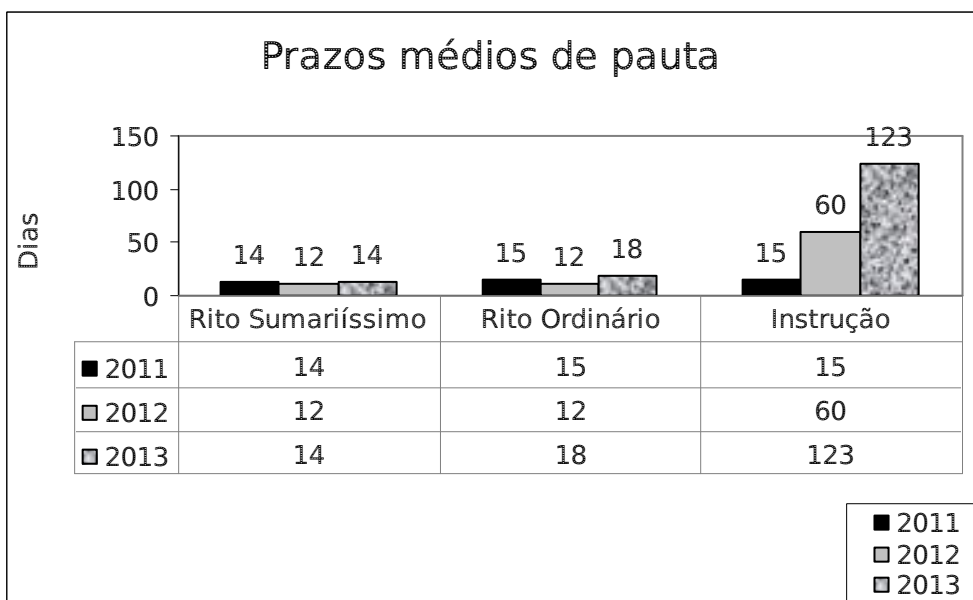 Prazos médios de pauta
Dias
150
100
50
0
14 12 14
15 12 18
15 60 123
Rito Sumariíssimo Rito Ordinário Instrução
2011 14 15 15
2012 12 12 60
2013 14 18 123
2011
2012
2013